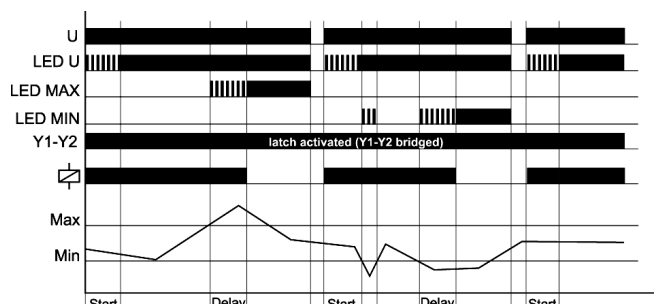 U
LED U
LED MAX
LED MIN
Y1-Y2
latch activated (Y1-Y2 bridged)
Max
Min
Start Delay Start Delay Start